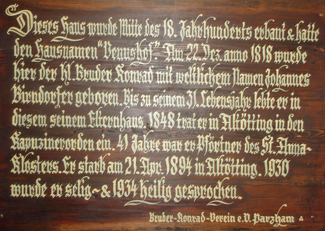 Dieses Haus wurde Mitte des 18. Jahrhunderts erbaut & hatte
den Hausnamen "Venushof". Am 22. Dez. anno 1818 wurde
hier der hl. Bruder Konrad mit weltlichem Namen Johannes
Birndorfer geboren. Bis zu seinem 31. Lebensjahr lebte er in
diesem seinem Elternhaus, 1848 trat er in Altötting in den
Kapuzinerorden ein. 41 Jahre war er Pförtner des St. Anna-
Klosters. Er starb am 21. Apr. 1894 in Altötting. 1930
wurde er selig- & 1934 heilig gesprochen.
Bruder-Konrad-Verein e.V. Parzham